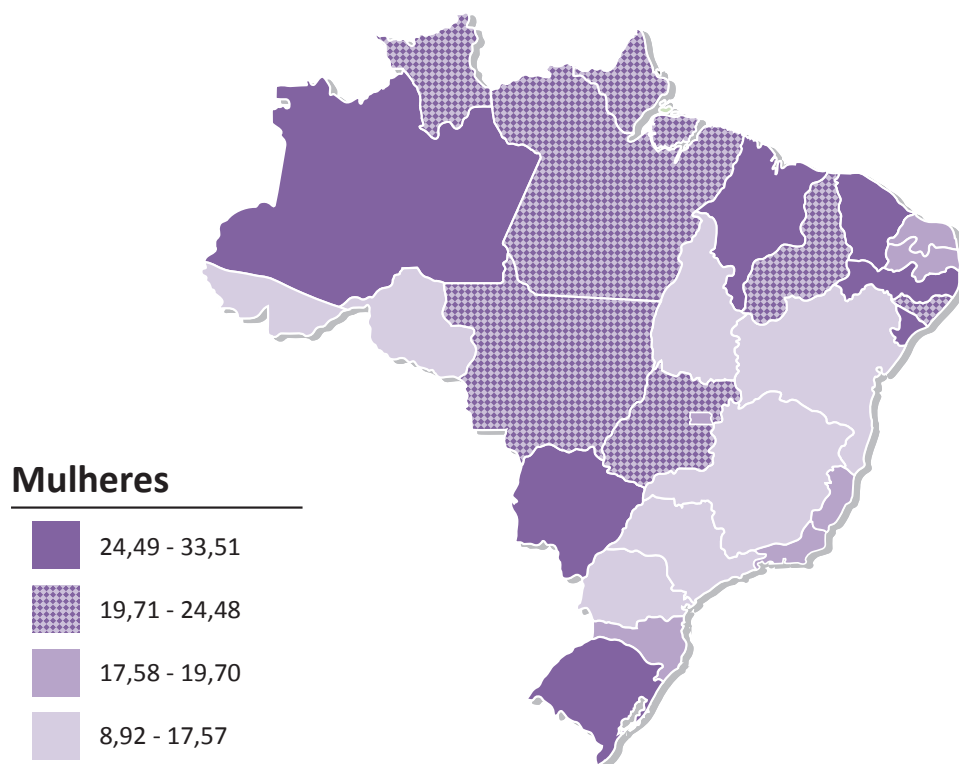 Mulheres
24,49 - 33,51
19,71 - 24,48
17,58 - 19,70
8,92 - 17,57